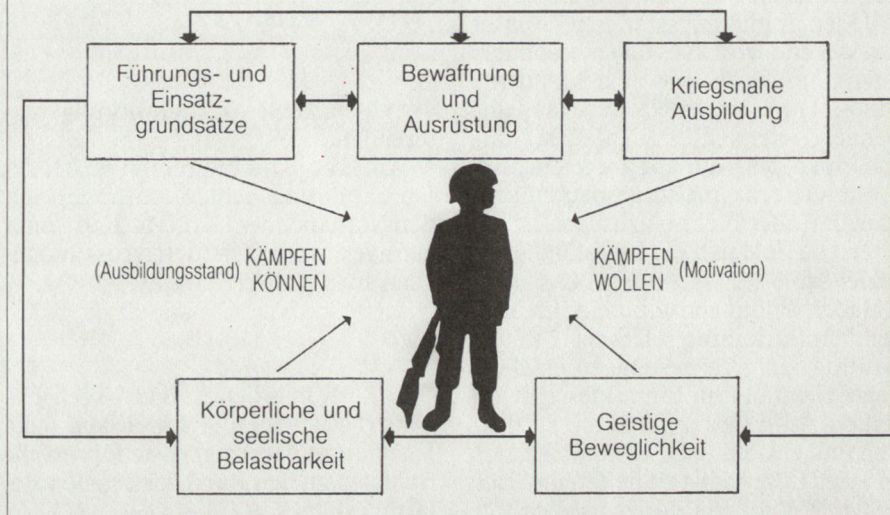 Führungs- und
Einsatz-
grundsätze
Bewaffnung
und
Ausrüstung
Kriegsnahe
Ausbildung
(Ausbildungsstand) KÄMPFEN
KÖNNEN
KÄMPFEN
WOLLEN (Motivation)
Körperliche und
seelische
Belastbarkeit
Geistige
Beweglichkeit